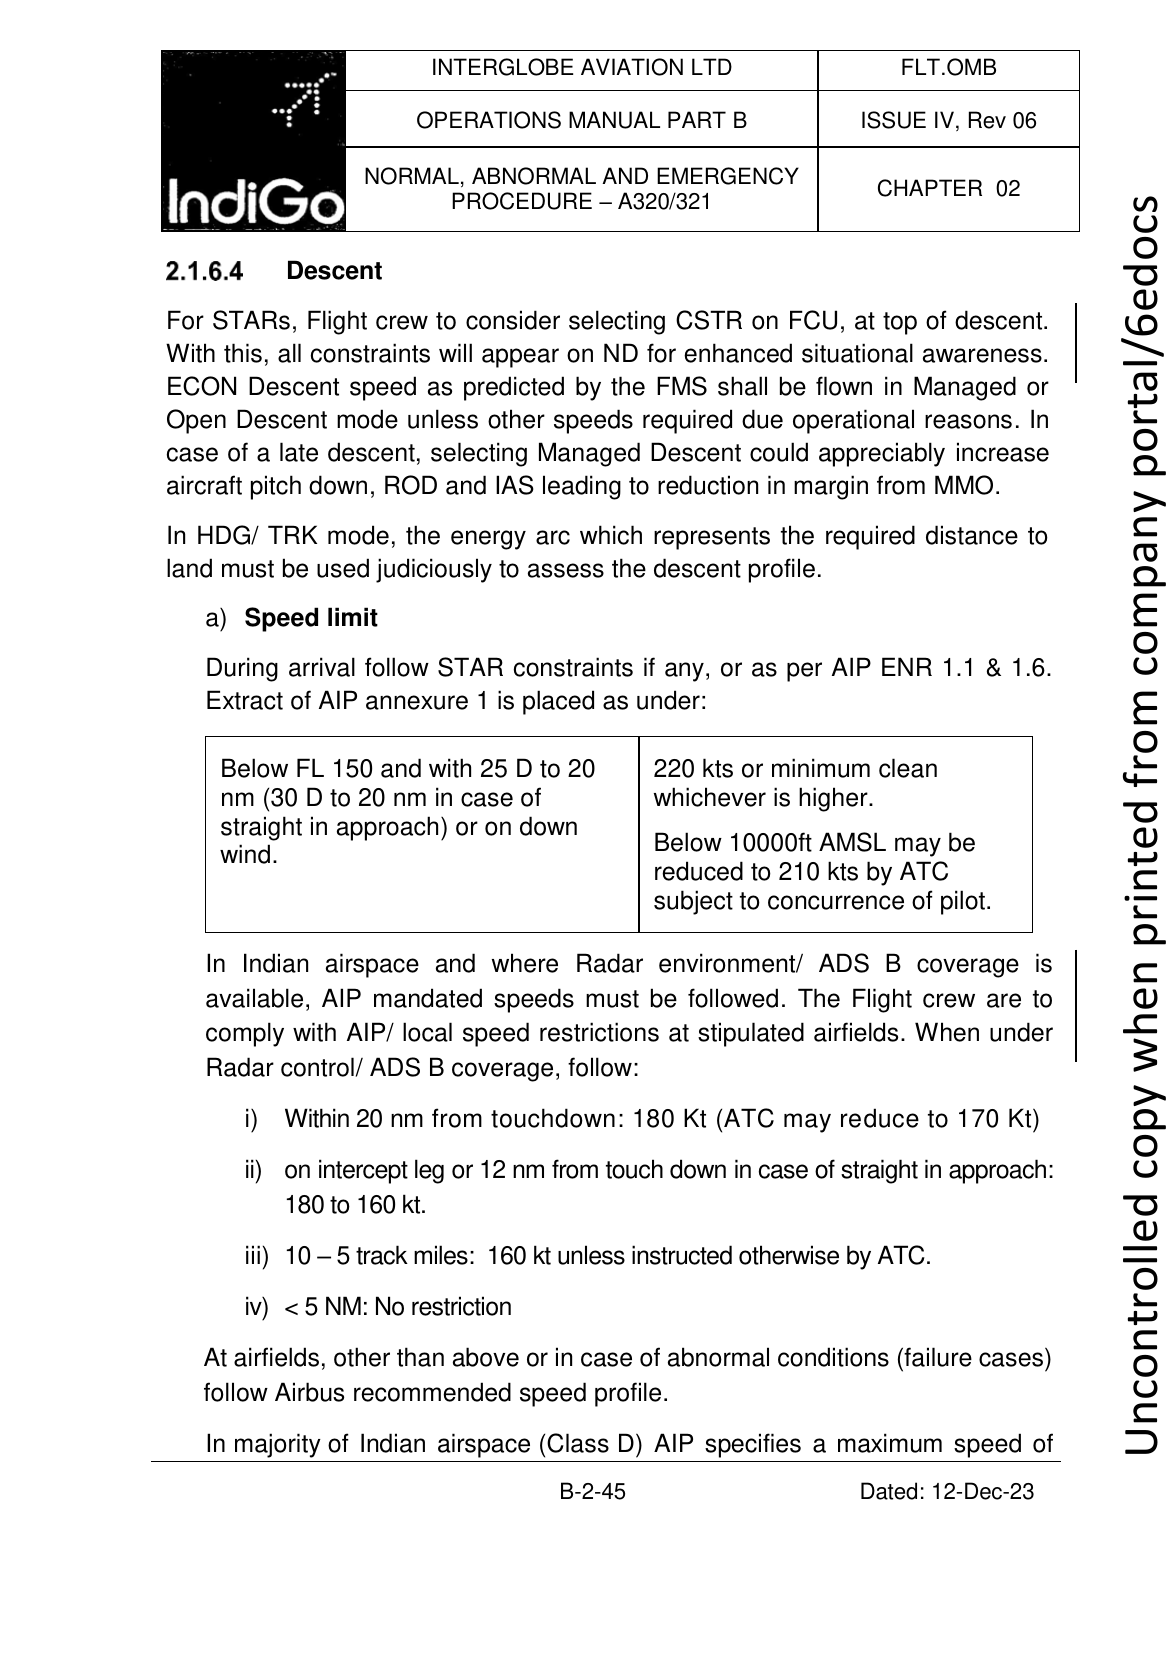 INTERGLOBE AVIATION LTD
FLT.OMB
OPERATIONS MANUAL PART B
ISSUE IV, Rev 06
IndiGo
NORMAL, ABNORMAL AND EMERGENCY
PROCEDURE – A320/321
CHAPTER 02
2.1.6.4 Descent
For STARs, Flight crew to consider selecting CSTR on FCU, at top of descent.
With this, all constraints will appear on ND for enhanced situational awareness.
ECON Descent speed as predicted by the FMS shall be flown in Managed or
Open Descent mode unless other speeds required due operational reasons. In
case of a late descent, selecting Managed Descent could appreciably increase
aircraft pitch down, ROD and IAS leading to reduction in margin from MMO.
In HDG/ TRK mode, the energy arc which represents the required distance to
land must be used judiciously to assess the descent profile.
a) Speed limit
During arrival follow STAR constraints if any, or as per AIP ENR 1.1 & 1.6.
Extract of AIP annexure 1 is placed as under:
Below FL 150 and with 25 D to 20
nm (30 D to 20 nm in case of
straight in approach) or on down
wind.
220 kts or minimum clean
whichever is higher.
Below 10000ft AMSL may be
reduced to 210 kts by ATC
subject to concurrence of pilot.
In Indian airspace and where Radar environment/ ADS B coverage is
available, AIP mandated speeds must be followed. The Flight crew are to
comply with AIP/ local speed restrictions at stipulated airfields. When under
Radar control/ ADS B coverage, follow:
i) Within 20 nm from touchdown: 180 Kt (ATC may reduce to 170 Kt)
ii) on intercept leg or 12 nm from touch down in case of straight in approach:
180 to 160 kt.
iii) 10 – 5 track miles: 160 kt unless instructed otherwise by ATC.
iv) < 5 NM: No restriction
At airfields, other than above or in case of abnormal conditions (failure cases)
follow Airbus recommended speed profile.
In majority of Indian airspace (Class D) AIP specifies a maximum speed of
B-2-45
Dated: 12-Dec-23
Uncontrolled copy when printed from company portal/6edocs